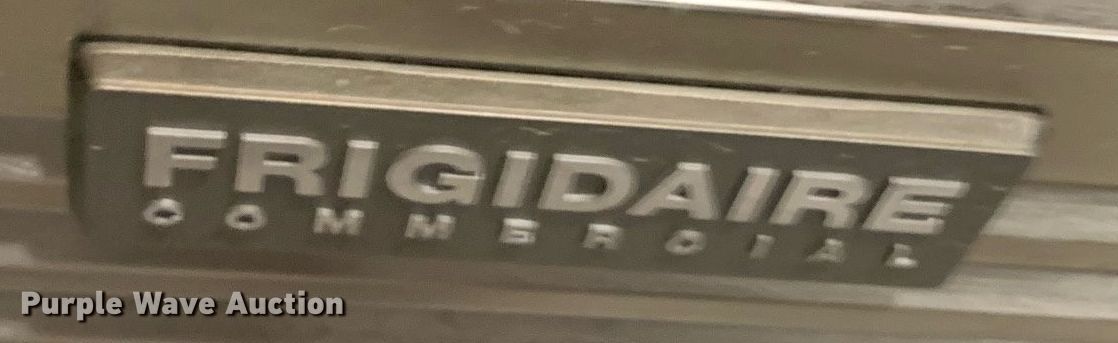 FRIGIDAIRE
COMMERCIAL
Purple Wave Auction